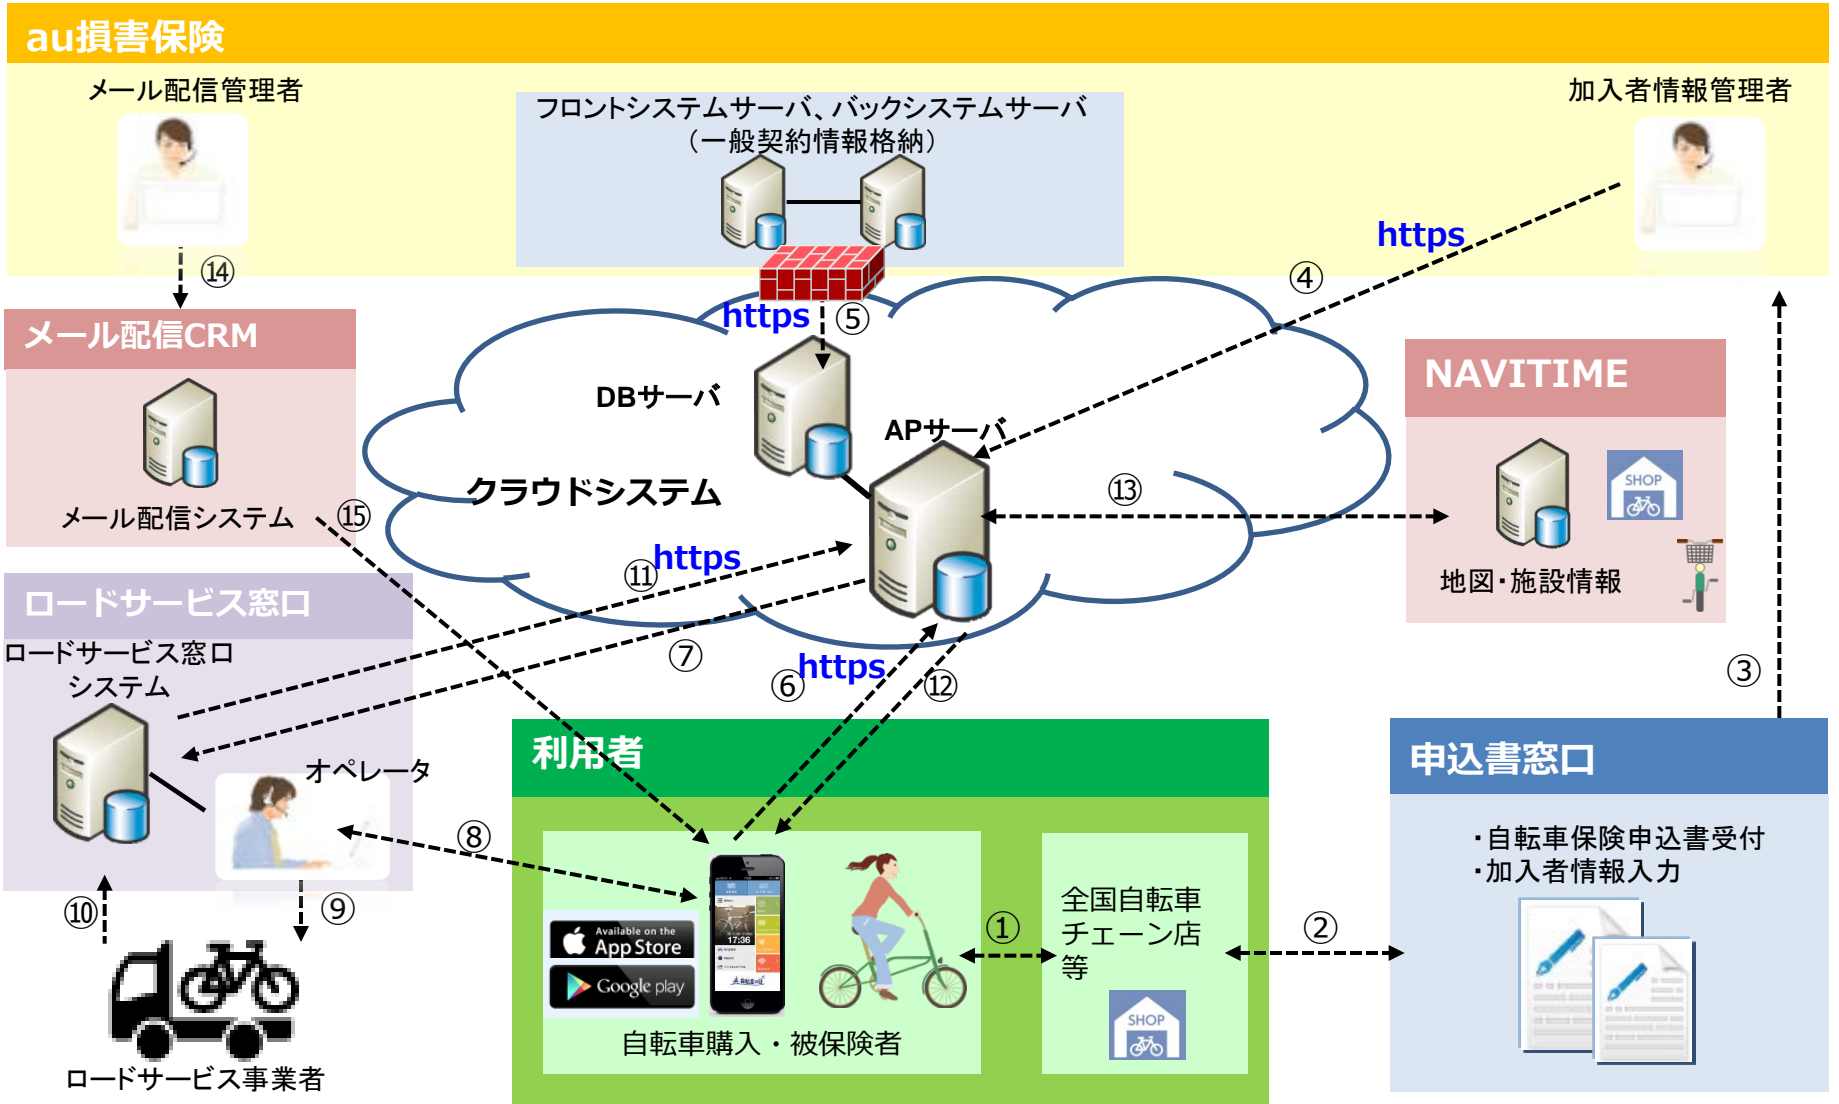 au損害保険
メール配信管理者
フロントシステムサーバ、バックシステムサーバ
（一般契約情報格納）
加入者情報管理者
https
④
⑭
https
⑤
メール配信CRM
メール配信システム
⑮
DBサーバ
APサーバ
クラウドシステム
⑬
NAVITIME
SHOP
地図・施設情報
https
⑪
ロードサービス窓口
ロードサービス窓口
システム
オペレータ
⑦
⑥
https
⑫
③
⑧
⑩
⑨
ロードサービス事業者
利用者
Available on the
App Store
Google play
17:36
自転車購入・被保険者
①
全国自転車
チェーン店
等
SHOP
②
申込書窓口
・自転車保険申込書受付
・加入者情報入力